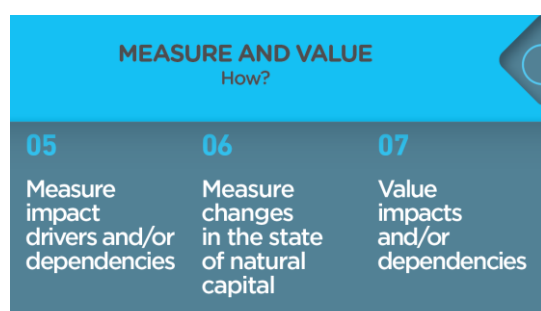 MEASURE AND VALUE
How?
05
Measure
impact
drivers and/or
dependencies
06
Measure
changes
in the state
of natural
capital
07
Value
impacts
and/or
dependencies